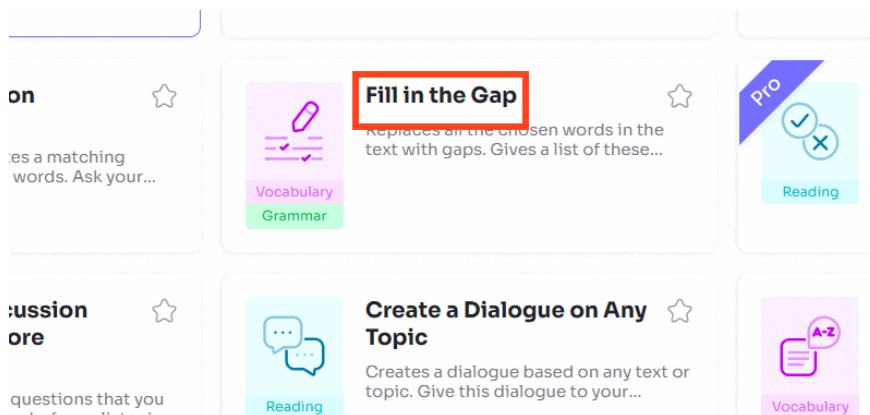 on
tes a matching
words. Ask your...
Fill in the Gap
Replaces all the chosen words in the
text with gaps. Gives a list of these...
Vocabulary
Grammar
Pro
Reading
cussion
ore
questions that you
Create a Dialogue on Any
Topic
Creates a dialogue based on any text or
topic. Give this dialogue to your...
Reading
A-Z
Vocabulary